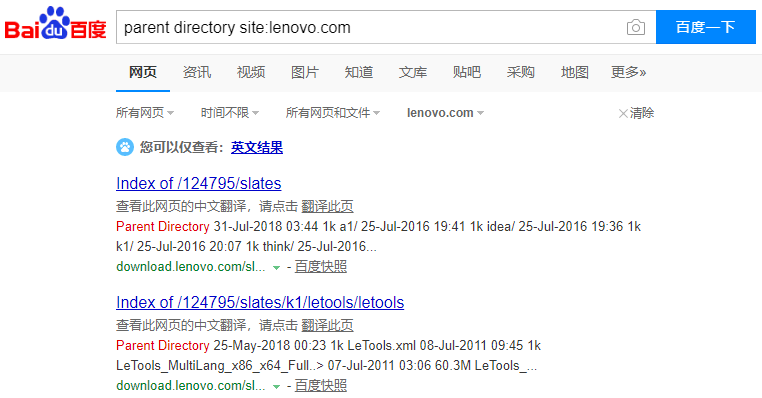 Bai du 百度
parent directory site:lenovo.com
百度一下
网页 资讯 视频 图片 知道 文库 贴吧 采购 地图 更多»
所有网页 时间不限 所有网页和文件 lenovo.com 清除
您可以仅查看：英文结果
Index of /124795/slates
查看此网页的中文翻译，请点击 翻译此页
Parent Directory 31-Jul-2018 03:44 1k a1/ 25-Jul-2016 19:41 1k idea/ 25-Jul-2016 19:36 1k
k1/ 25-Jul-2016 20:07 1k think/ 25-Jul-2016...
download.lenovo.com/sl... - 百度快照
Index of /124795/slates/k1/letools/letools
查看此网页的中文翻译，请点击 翻译此页
Parent Directory 25-May-2018 00:23 1k LeTools.xml 08-Jul-2011 09:45 1k
LeTools_MultiLang_x86_x64_Full..> 07-Jul-2011 03:06 60.3M LeTools_...
download.lenovo.com/sl... - 百度快照